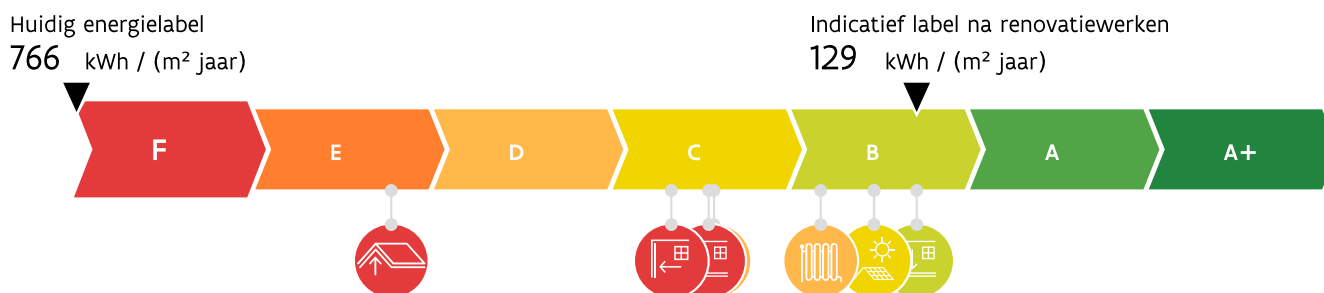 Huidig energielabel
766 kWh / (m² jaar)
Indicatief label na renovatiewerken
129 kWh / (m² jaar)
F E D C B A A+